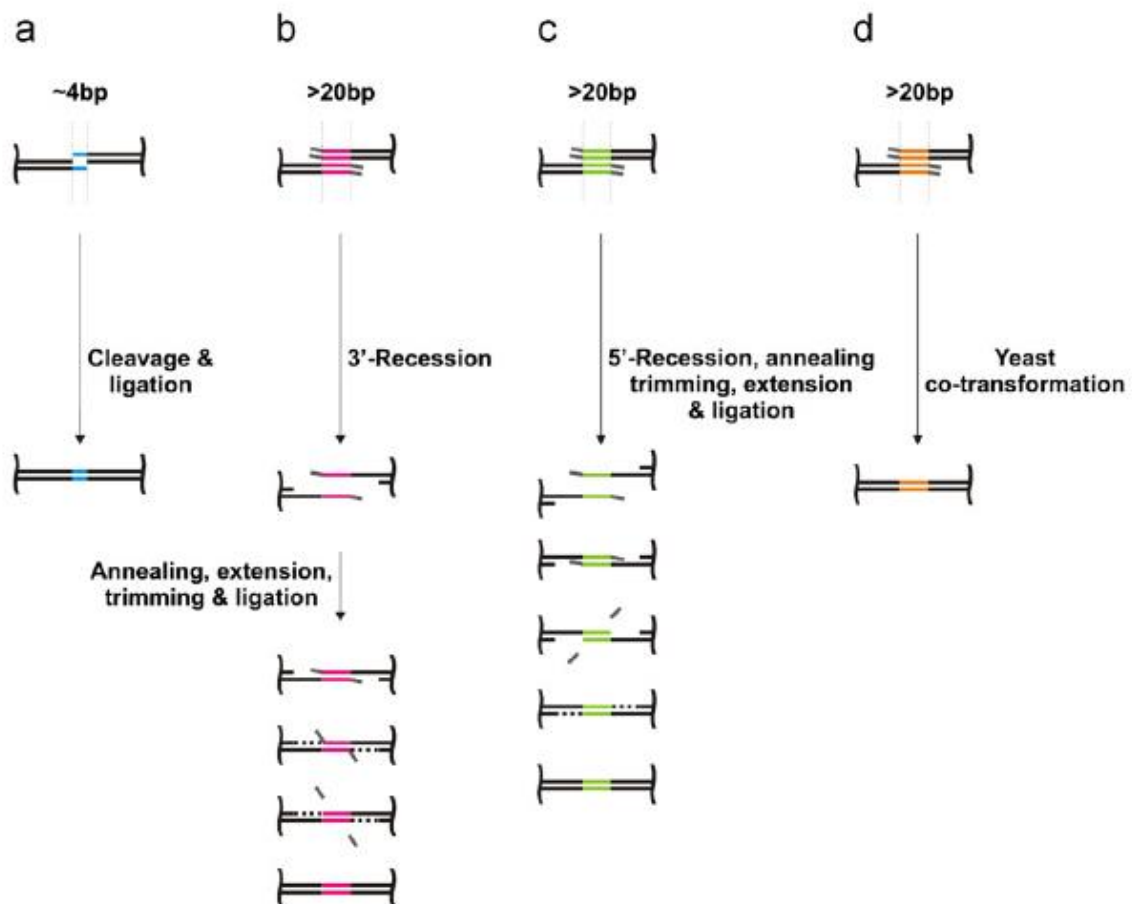 a
b
c
d
~4bp
>20bp
>20bp
>20bp
Cleavage &
ligation
3'-Recession
5'-Recession, annealing
trimming, extension
& ligation
Yeast
co-transformation
Annealing, extension,
trimming & ligation